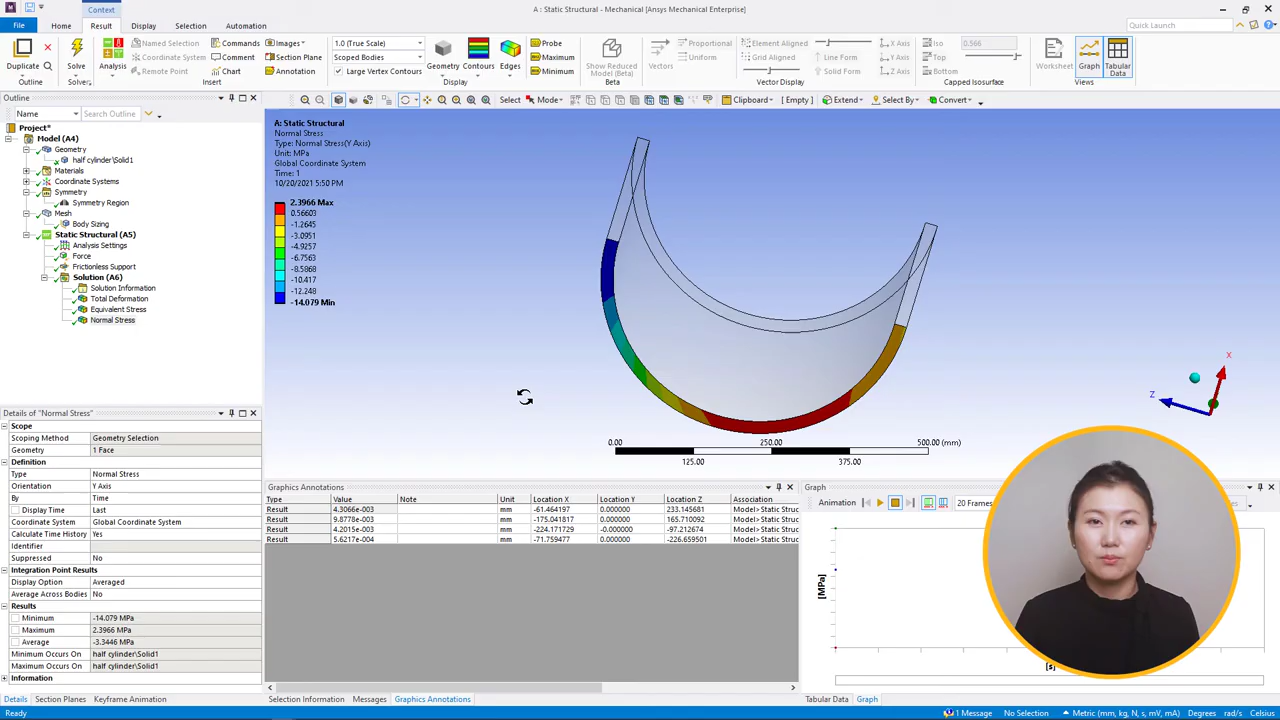 Context
A : Static Structural - Mechanical [Ansys Mechanical Enterprise]
File Home Result Display Selection Automation Quick Launch
Duplicate Solve Analysis Named Selection Commands Images 1.0 (True Scale) Probe Proportional Element Aligned X Axis Iso 0.566
Coordinate System Comment Section Plane Scoped Bodies Maximum Uniform Grid Aligned Line Form Y Axis Top
Remote Point Chart Annotation Vertex Contours Geometry Contours Edges Minimum Show Reduced Model (Beta) Vectors Solid Form Z Axis Bottom Worksheet Graph Tabular Data
Outline Solver Insert Display Beta Vector Display Capped Isosurface Views
Outline
Name Search Outline
Select Mode Clipboard [ Empty ] Extend Select By Convert
Project*
Model (A4)
Geometry
half cylinder\Solid1
Materials
Coordinate Systems
Symmetry
Symmetry Region
Mesh
Body Sizing
Static Structural (A5)
Analysis Settings
Force
Frictionless Support
Solution (A6)
Solution Information
Total Deformation
Equivalent Stress
Normal Stress
A: Static Structural
Normal Stress
Type: Normal Stress(Y Axis)
Unit: MPa
Global Coordinate System
Time: 1
10/20/2021 5:50 PM
2.3966 Max
0.56603
-1.2645
-3.0951
-4.9257
-6.7563
-8.5868
-10.417
-12.248
-14.079 Min
X
Z
0.00 250.00 500.00 (mm)
125.00 375.00
Details of "Normal Stress"
Scope
Scoping Method Geometry Selection
Geometry 1 Face
Definition
Type Normal Stress
Orientation Y Axis
By Time
Display Time Last
Coordinate System Global Coordinate System
Calculate Time History Yes
Identifier
Suppressed No
Integration Point Results
Display Option Averaged
Average Across Bodies No
Results
Minimum -14.079 MPa
Maximum 2.3966 MPa
Average -3.3446 MPa
Minimum Occurs On half cylinder\Solid1
Maximum Occurs On half cylinder\Solid1
Information
Graphics Annotations
Type Value Note Unit Location X Location Y Location Z Association
Result 4.3066e-003 mm -61.464197 0.000000 233.145681 Model>Static Struc
Result 9.8778e-003 mm -175.041817 0.000000 165.710092 Model>Static Struc
Result 4.2015e-003 mm -224.171729 -0.000000 -97.212674 Model>Static Struc
Result 5.6217e-004 mm -71.759477 0.000000 -226.659501 Model>Static Struc
Graph
Animation 20 Frames
[MPa]
[s]
Details Section Planes Keyframe Animation Selection Information Messages Graphics Annotations Tabular Data Graph
Ready 1 Message No Selection Metric (mm, kg, N, s, mV, mA) Degrees rad/s Celsius